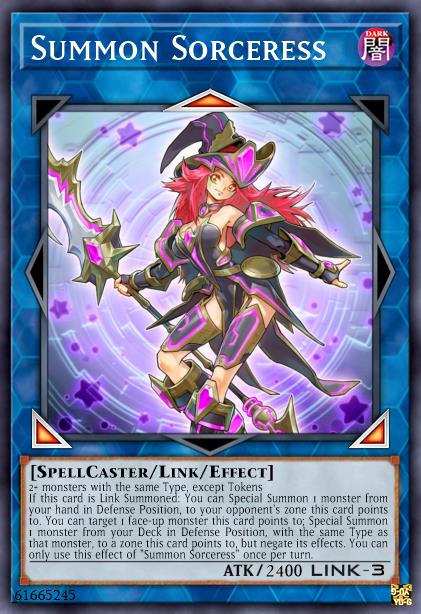 Summon Sorceress
DARK
闇
[SpellCaster/Link/Effect]
2+ monsters with the same Type, except Tokens
If this card is Link Summoned: You can Special Summon 1 monster from
your hand in Defense Position, to your opponent's zone this card points
to. You can target 1 face-up monster this card points to; Special Summon
1 monster from your Deck in Defense Position, with the same Type as
that monster, to a zone this card points to, but negate its effects. You can
only use this effect of "Summon Sorceress" once per turn.
ATK/2400 LINK-3
61665245